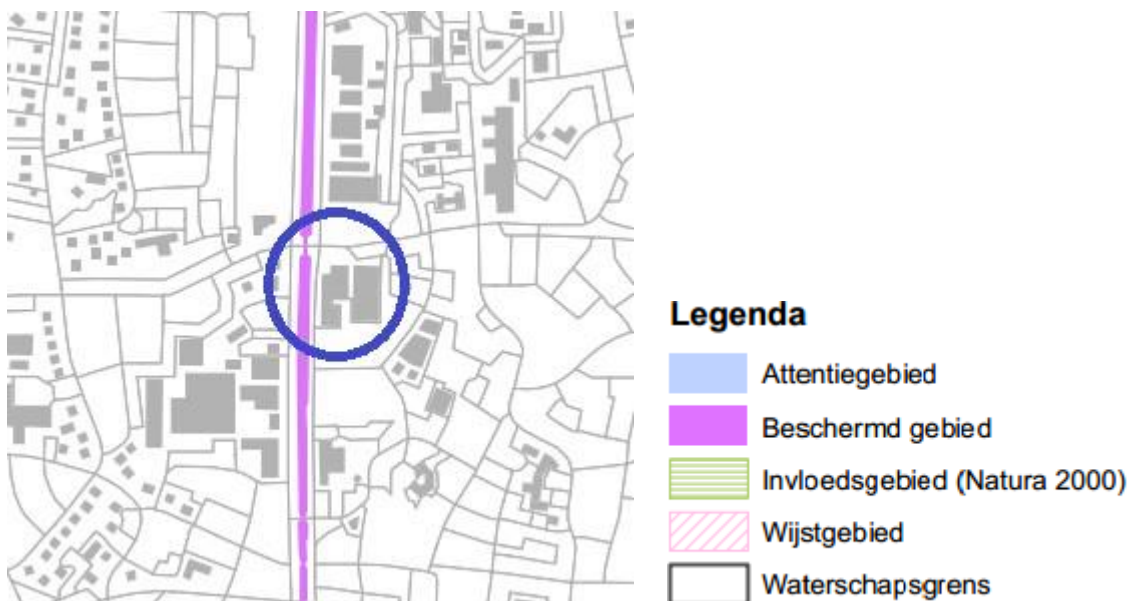 Legenda
Attentiegebied
Beschermd gebied
Invloedsgebied (Natura 2000)
Wijstgebied
Waterschapsgrens